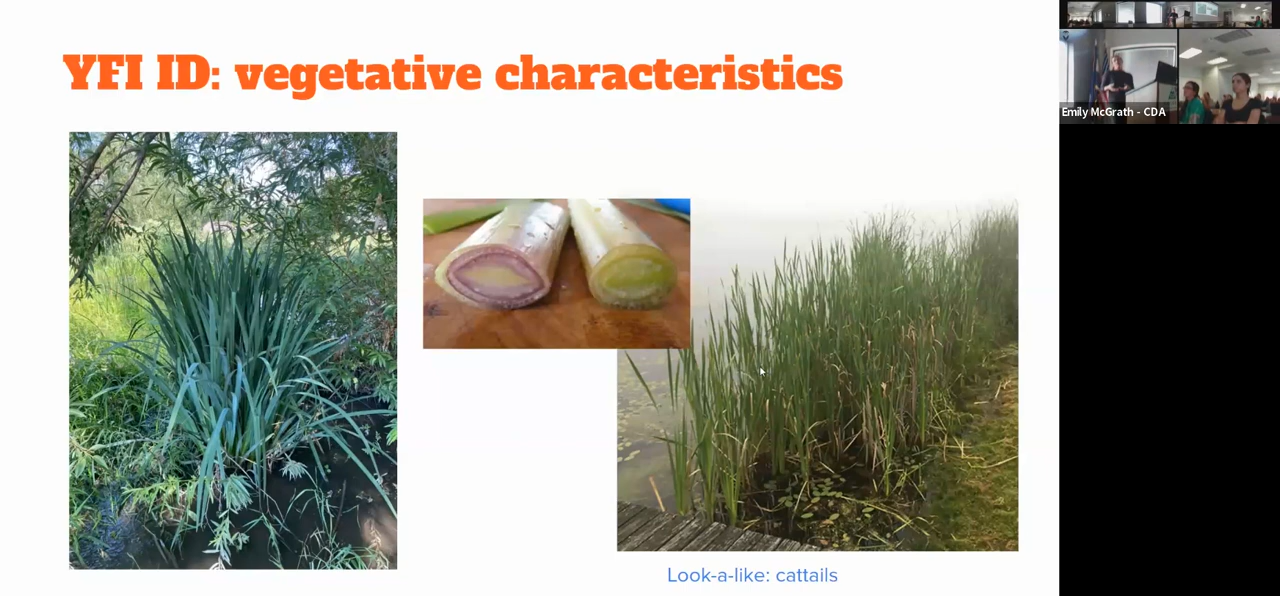 YFI ID: vegetative characteristics
Look-a-like: cattails
Emily McGrath - CDA